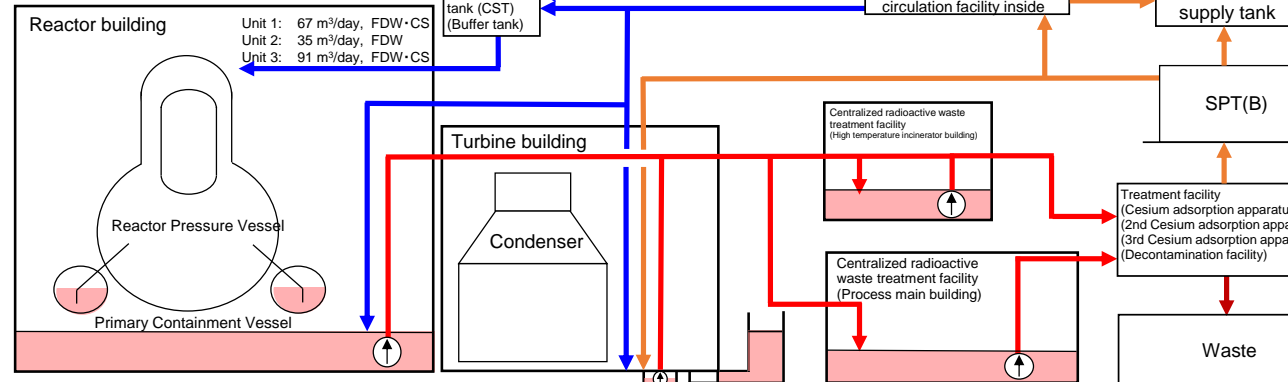 Reactor building
Unit 1: 67 m³/day, FDW・CS
Unit 2: 35 m³/day, FDW
Unit 3: 91 m³/day, FDW・CS
tank (CST)
(Buffer tank)
circulation facility inside
supply tank
SPT(B)
Centralized radioactive waste
treatment facility
(High temperature incinerator building)
Turbine building
Condenser
Reactor Pressure Vessel
Primary Containment Vessel
Centralized radioactive
waste treatment facility
(Process main building)
Treatment facility
(Cesium adsorption apparatu
(2nd Cesium adsorption appa
(3rd Cesium adsorption appa
(Decontamination facility)
Waste